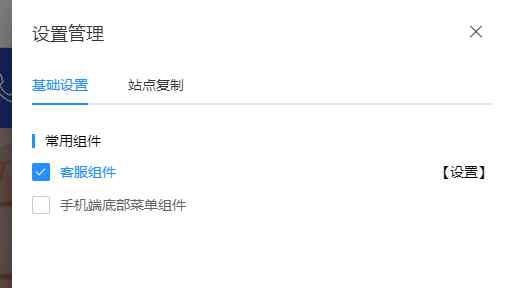 设置管理
基础设置 站点复制
常用组件
客服组件 【设置】
手机端底部菜单组件